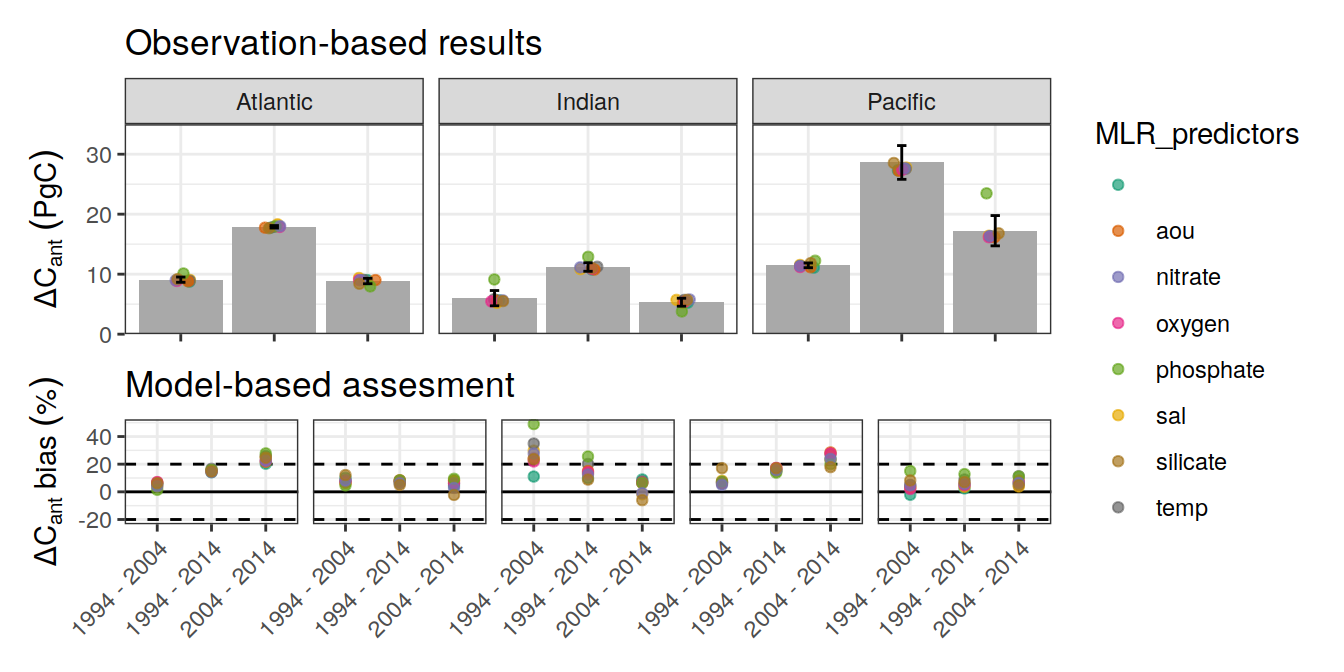 Observation-based results
Atlantic Indian Pacific
ΔCant (PgC)
30
20
10
0
Model-based assesment
ΔCant bias (%)
40
20
0
-20
1994 - 2004 1994 - 2014 2004 - 2014 1994 - 2004 1994 - 2014 2004 - 2014 1994 - 2004 1994 - 2014 2004 - 2014 1994 - 2004 1994 - 2014 2004 - 2014 1994 - 2004 1994 - 2014 2004 - 2014
MLR_predictors
aou
nitrate
oxygen
phosphate
sal
silicate
temp